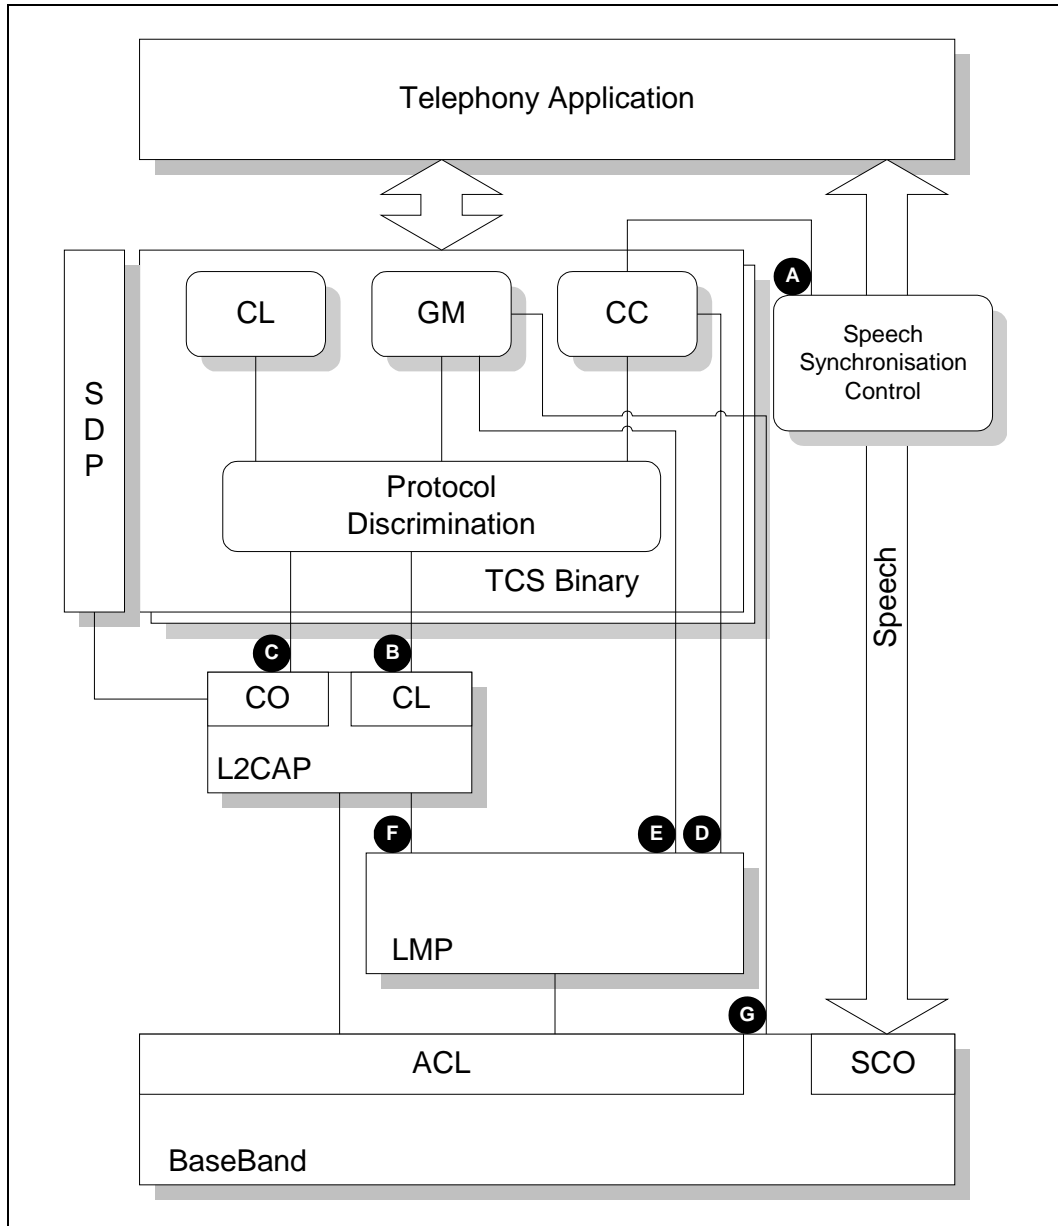 Telephony Application
A
CL
GM
CC
Speech
Synchronisation
Control
S
D
P
Protocol
Discrimination
TCS Binary
Speech
C
B
CO
CL
L2CAP
F
E
D
LMP
G
ACL
SCO
BaseBand